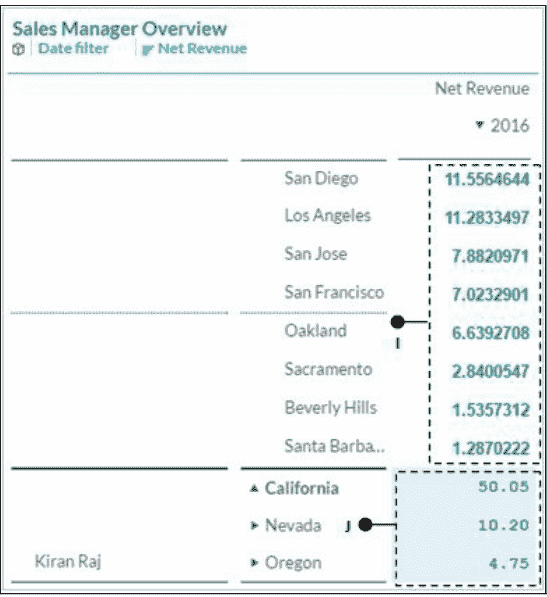 Sales Manager Overview
Date filter Net Revenue
Net Revenue
2016
San Diego 11.5564644
Los Angeles 11.2833497
San Jose 7.8820971
San Francisco 7.0232901
Oakland 6.6392708
I
Sacramento 2.8400547
Beverly Hills 1.5357312
Santa Barba... 1.2870222
California 50.05
Nevada J 10.20
Kiran Raj Oregon 4.75